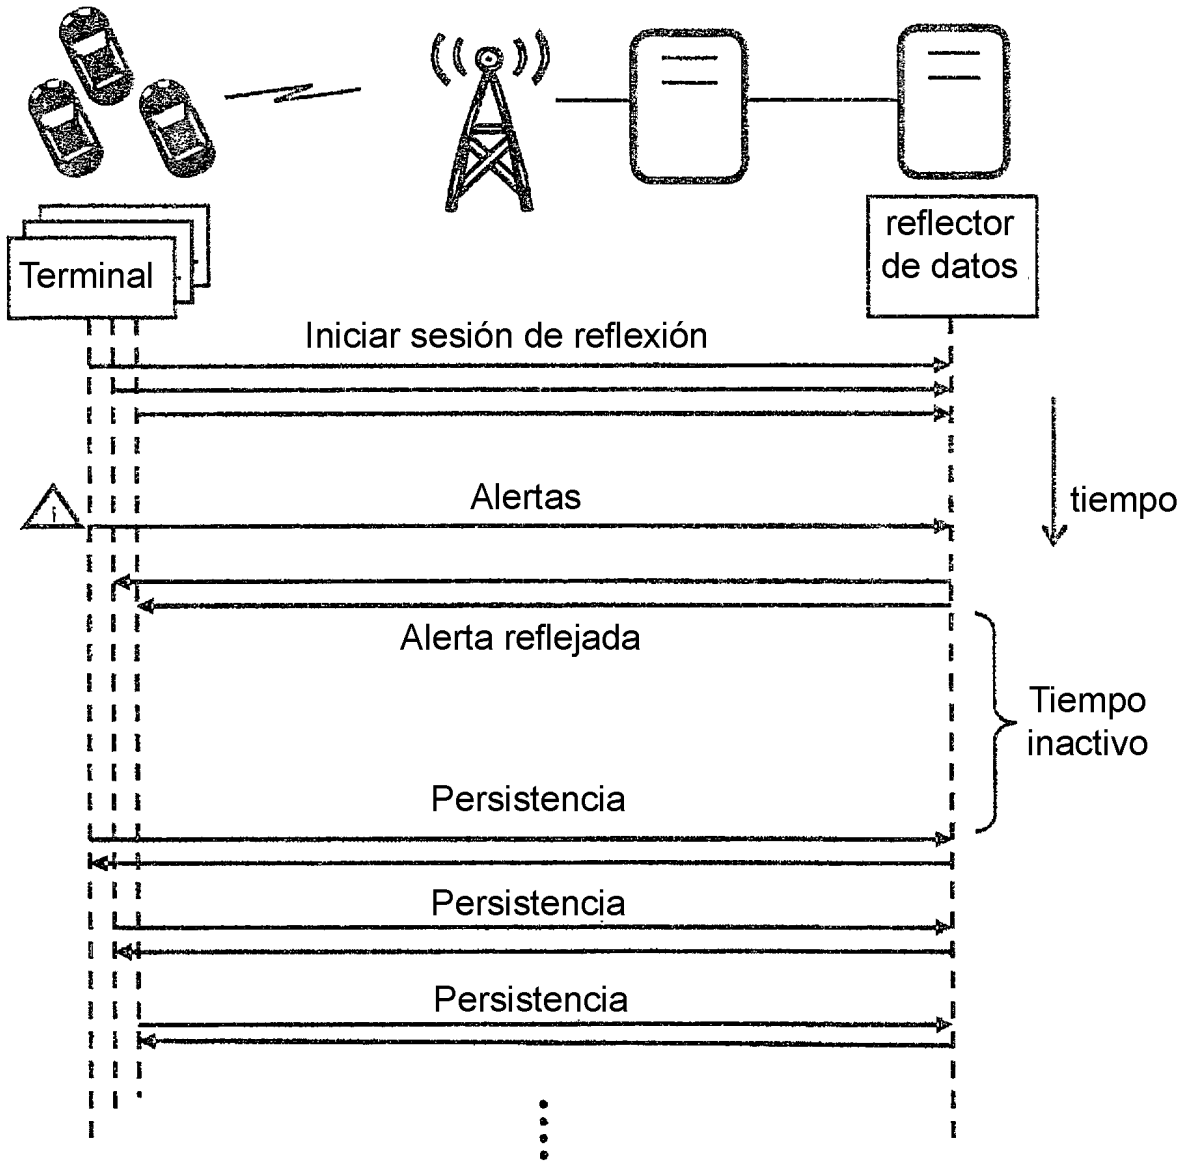 reflector
de datos
Terminal
Iniciar sesión de reflexión
Alertas
i
tiempo
Alerta reflejada
Tiempo
inactivo
Persistencia
Persistencia
Persistencia